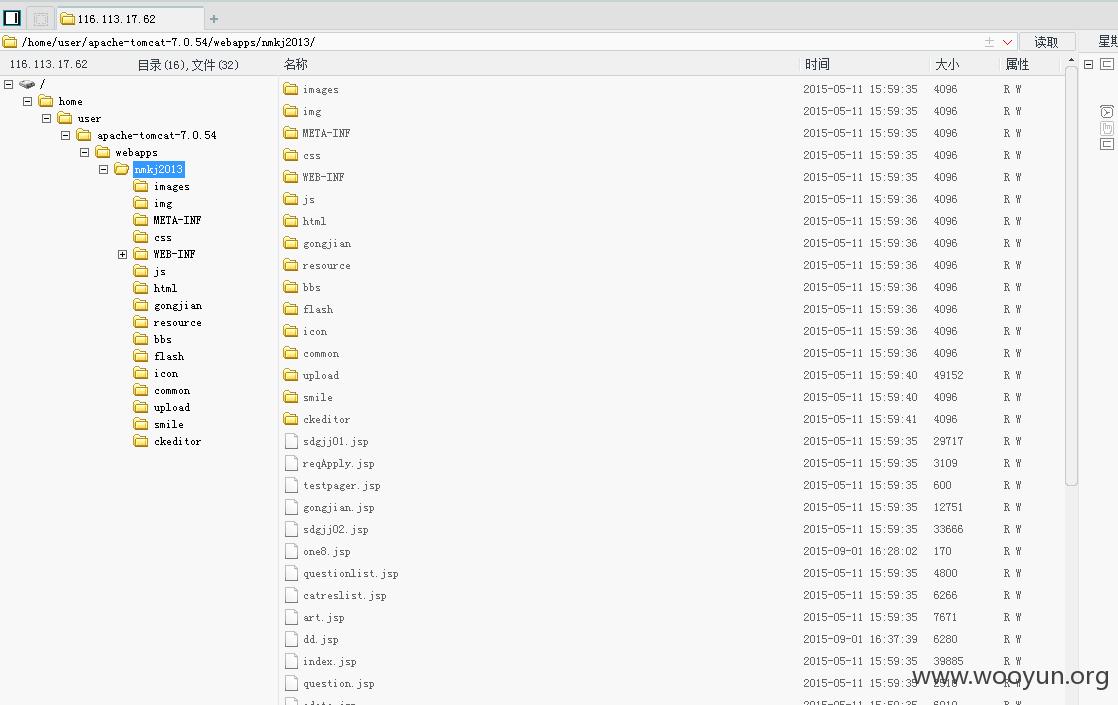 116.113.17.62
/home/user/apache-tomcat-7.0.54/webapps/nmkj2013/ 读取
116.113.17.62 目录(16),文件(32) 名称 时间 大小 属性
/
home
user
apache-tomcat-7.0.54
webapps
nmkj2013
images
img
META-INF
css
WEB-INF
js
html
gongjian
resource
bbs
flash
icon
common
upload
smile
ckeditor
images 2015-05-11 15:59:35 4096 R W
img 2015-05-11 15:59:35 4096 R W
META-INF 2015-05-11 15:59:35 4096 R W
css 2015-05-11 15:59:35 4096 R W
WEB-INF 2015-05-11 15:59:35 4096 R W
js 2015-05-11 15:59:36 4096 R W
html 2015-05-11 15:59:36 4096 R W
gongjian 2015-05-11 15:59:36 4096 R W
resource 2015-05-11 15:59:36 4096 R W
bbs 2015-05-11 15:59:36 4096 R W
flash 2015-05-11 15:59:36 4096 R W
icon 2015-05-11 15:59:36 4096 R W
common 2015-05-11 15:59:36 4096 R W
upload 2015-05-11 15:59:40 49152 R W
smile 2015-05-11 15:59:40 4096 R W
ckeditor 2015-05-11 15:59:41 4096 R W
sdgjj01.jsp 2015-05-11 15:59:35 29717 R W
reqApply.jsp 2015-05-11 15:59:35 3109 R W
testpager.jsp 2015-05-11 15:59:35 600 R W
gongjian.jsp 2015-05-11 15:59:35 12751 R W
sdgjj02.jsp 2015-05-11 15:59:35 33666 R W
one8.jsp 2015-09-01 16:28:02 170 R W
questionlist.jsp 2015-05-11 15:59:35 4800 R W
catreslist.jsp 2015-05-11 15:59:35 6266 R W
art.jsp 2015-05-11 15:59:35 7671 R W
dd.jsp 2015-09-01 16:37:39 6280 R W
index.jsp 2015-05-11 15:59:35 39885 R W
question.jsp 2015-05-11 15:59:35 R W
www.wooyun.org